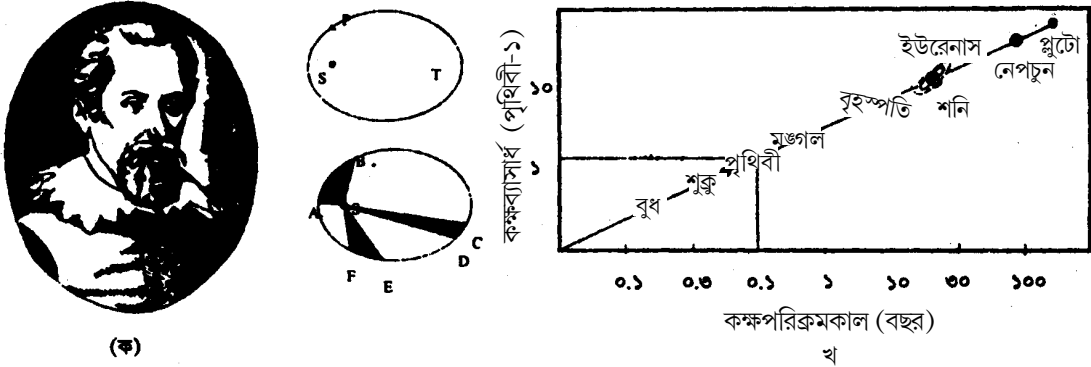 P
S T
B
A S
C
D
F
E
(ক)
কক্ষব্যাসার্ধ (পৃথিবী-১)
১০
১
ইউরেনাস
প্লুটো
নেপচুন
বৃহস্পতি
শনি
মঙ্গল
পৃথিবী
শুক্র
বুধ
০.১ ০.৩ ০.১ ১ ১০ ৩০ ১০০
কক্ষপরিক্রমকাল (বছর)
খ